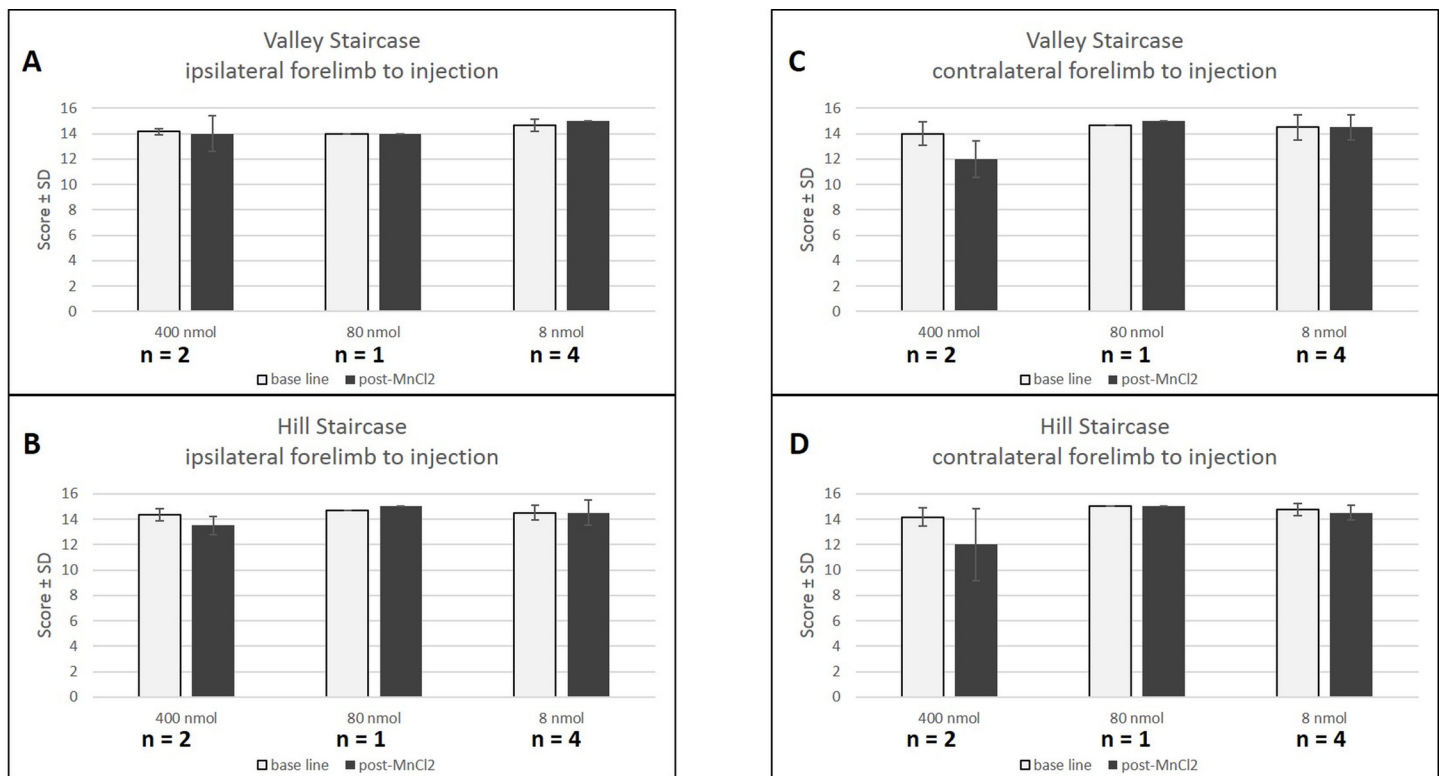 A
Valley Staircase
ipsilateral forelimb to injection
Score ± SD
16
14
12
10
8
6
4
2
0
400 nmol 80 nmol 8 nmol
n = 2 n = 1 n = 4
base line post-MnCl2
B
Hill Staircase
ipsilateral forelimb to injection
Score ± SD
16
14
12
10
8
6
4
2
0
400 nmol 80 nmol 8 nmol
n = 2 n = 1 n = 4
base line post-MnCl2
C
Valley Staircase
contralateral forelimb to injection
Score ± SD
16
14
12
10
8
6
4
2
0
400 nmol 80 nmol 8 nmol
n = 2 n = 1 n = 4
base line post-MnCl2
D
Hill Staircase
contralateral forelimb to injection
Score ± SD
16
14
12
10
8
6
4
2
0
400 nmol 80 nmol 8 nmol
n = 2 n = 1 n = 4
base line post-MnCl2